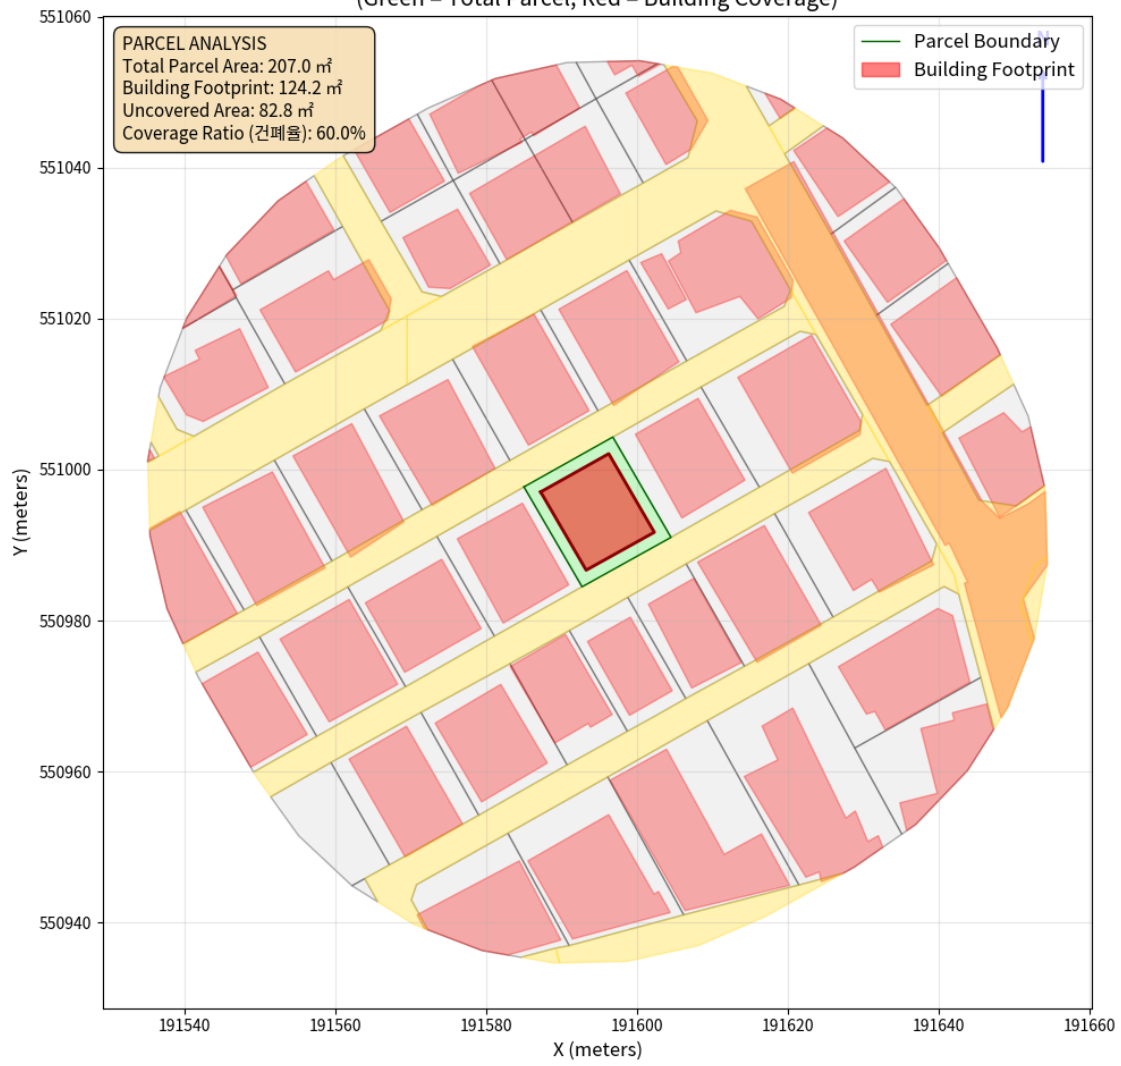 (Green = Total Parcel, Red = Building Coverage)
PARCEL ANALYSIS
Total Parcel Area: 207.0 ㎡
Building Footprint: 124.2 ㎡
Uncovered Area: 82.8 ㎡
Coverage Ratio (건폐율): 60.0%
Parcel Boundary
Building Footprint
N
551060
551040
551020
551000
550980
550960
550940
Y (meters)
191540
191560
191580
191600
191620
191640
191660
X (meters)